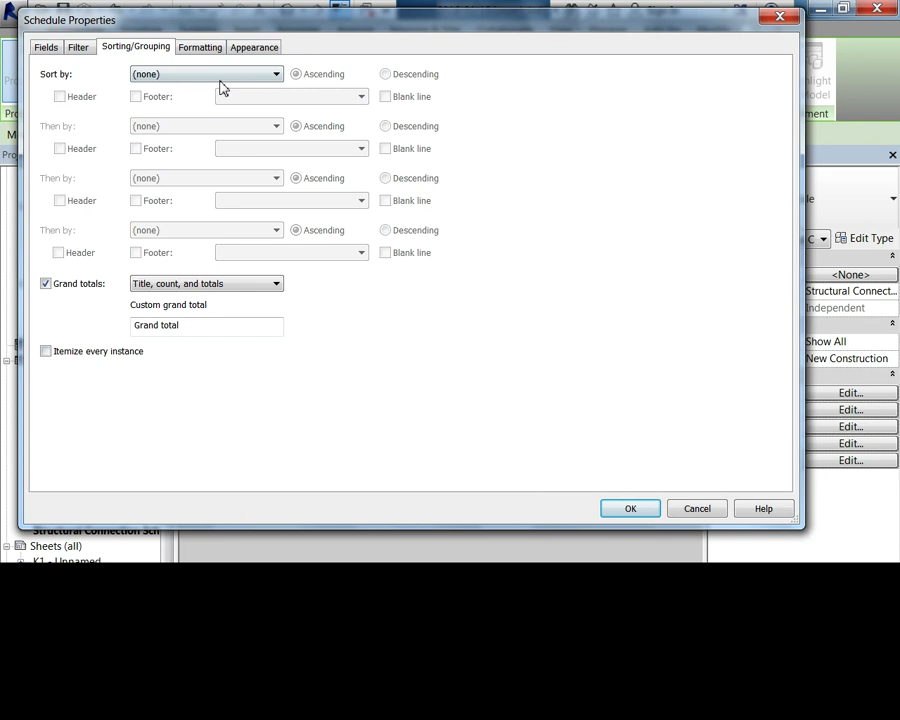 Schedule Properties
Fields Filter Sorting/Grouping Formatting Appearance
Sort by: (none) Ascending Descending
Header Footer: Blank line
Then by: (none) Ascending Descending
Header Footer: Blank line
Then by: (none) Ascending Descending
Header Footer: Blank line
Then by: (none) Ascending Descending
Header Footer: Blank line
Grand totals: Title, count, and totals
Custom grand total
Grand total
Itemize every instance
OK Cancel Help
Edit Type
<None>
Structural Connect...
Independent
Show All
New Construction
Edit...
Edit...
Edit...
Edit...
Edit...
Structural Connection Sch
Sheets (all)
K1 - Unnamed